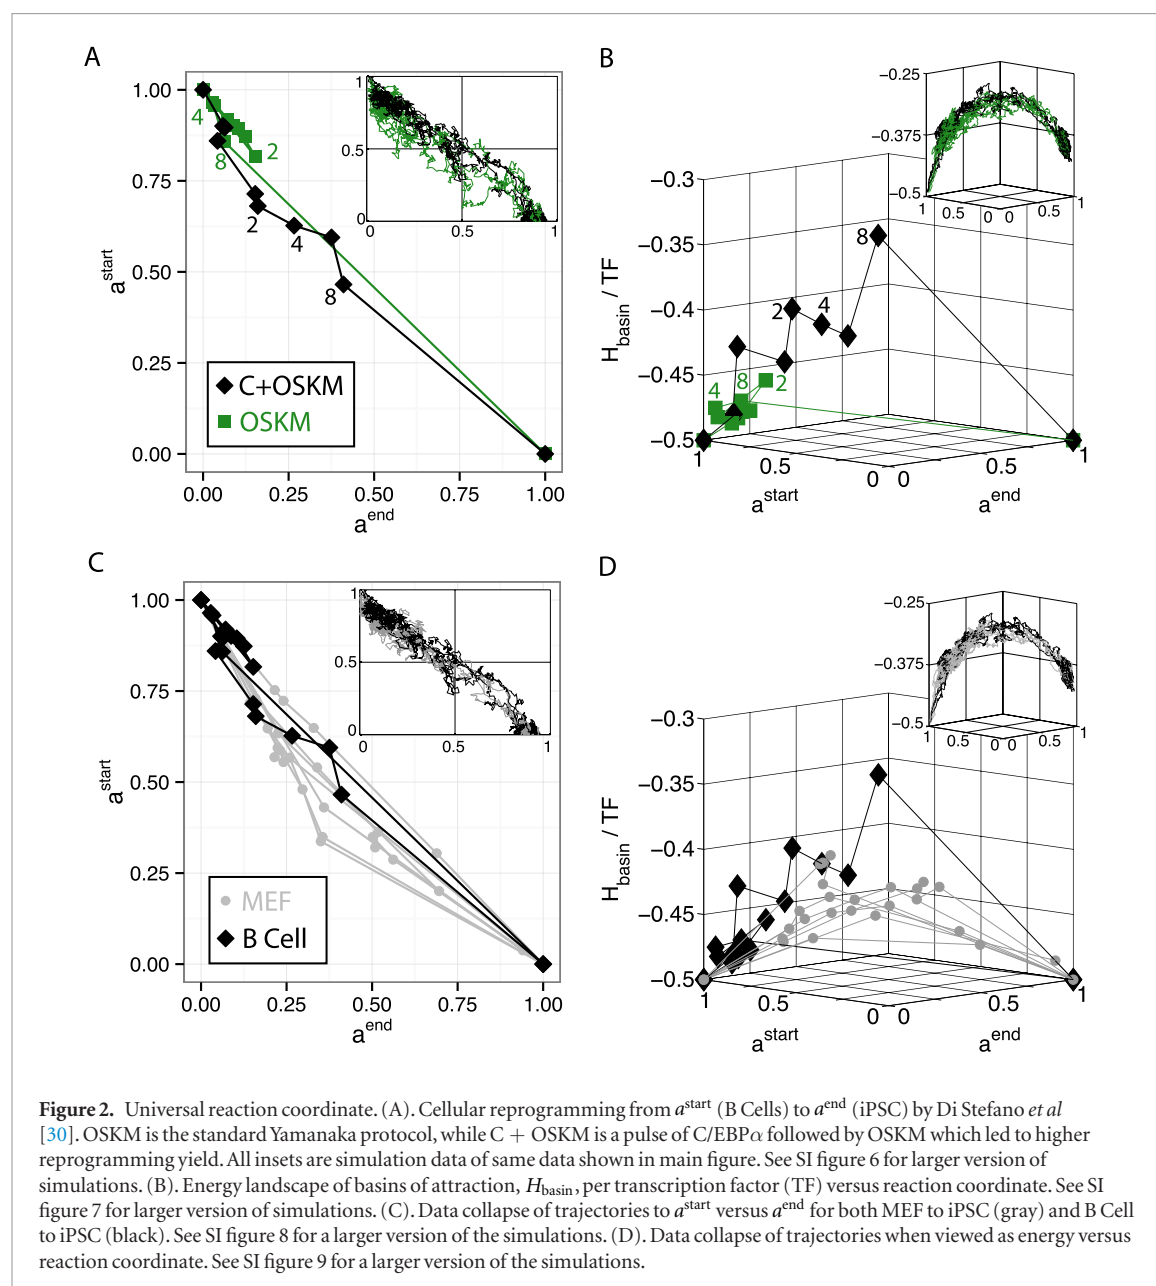 A
1.00
0.75
0.50
0.25
0.00
a^start
4
8
2
2
4
8
C+OSKM
OSKM
0.00 0.25 0.50 0.75 1.00
a^end
1
0.5
0
0 0.5 1
B
−0.3
−0.35
−0.4
−0.45
−0.5
H_basin / TF
8
2
4
4
8
2
1 0.5 0 0 0.5 1
a^start
a^end
−0.25
−0.375
−0.5
1 0.5 0 0 0.5 1
C
1.00
0.75
0.50
0.25
0.00
a^start
MEF
B Cell
0.00 0.25 0.50 0.75 1.00
a^end
1
0.5
0
0 0.5 1
D
−0.3
−0.35
−0.4
−0.45
−0.5
H_basin / TF
1 0.5 0 0 0.5 1
a^start
a^end
−0.25
−0.375
−0.5
1 0.5 0 0 0.5 1
Figure 2. Universal reaction coordinate. (A). Cellular reprogramming from a^start (B Cells) to a^end (iPSC) by Di Stefano et al
[30]. OSKM is the standard Yamanaka protocol, while C + OSKM is a pulse of C/EBPα followed by OSKM which led to higher
reprogramming yield. All insets are simulation data of same data shown in main figure. See SI figure 6 for larger version of
simulations. (B). Energy landscape of basins of attraction, H_basin, per transcription factor (TF) versus reaction coordinate. See SI
figure 7 for larger version of simulations. (C). Data collapse of trajectories to a^start versus a^end for both MEF to iPSC (gray) and B Cell
to iPSC (black). See SI figure 8 for a larger version of the simulations. (D). Data collapse of trajectories when viewed as energy versus
reaction coordinate. See SI figure 9 for a larger version of the simulations.